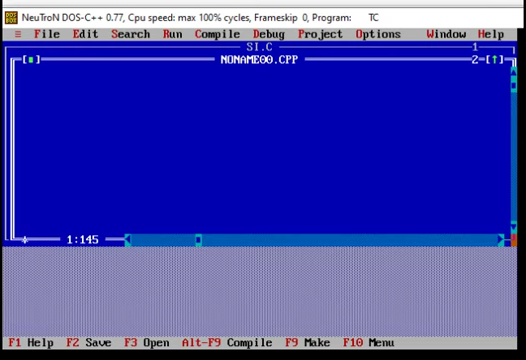 NeuTroN DOS-C++ 0.77, Cpu speed: max 100% cycles, Frameskip 0, Program: TC
≡ File Edit Search Run Compile Debug Project Options Window Help
SI.C 1
[■] NONAME00.CPP 2=[↑]
* 1:145
F1 Help F2 Save F3 Open Alt-F9 Compile F9 Make F10 Menu